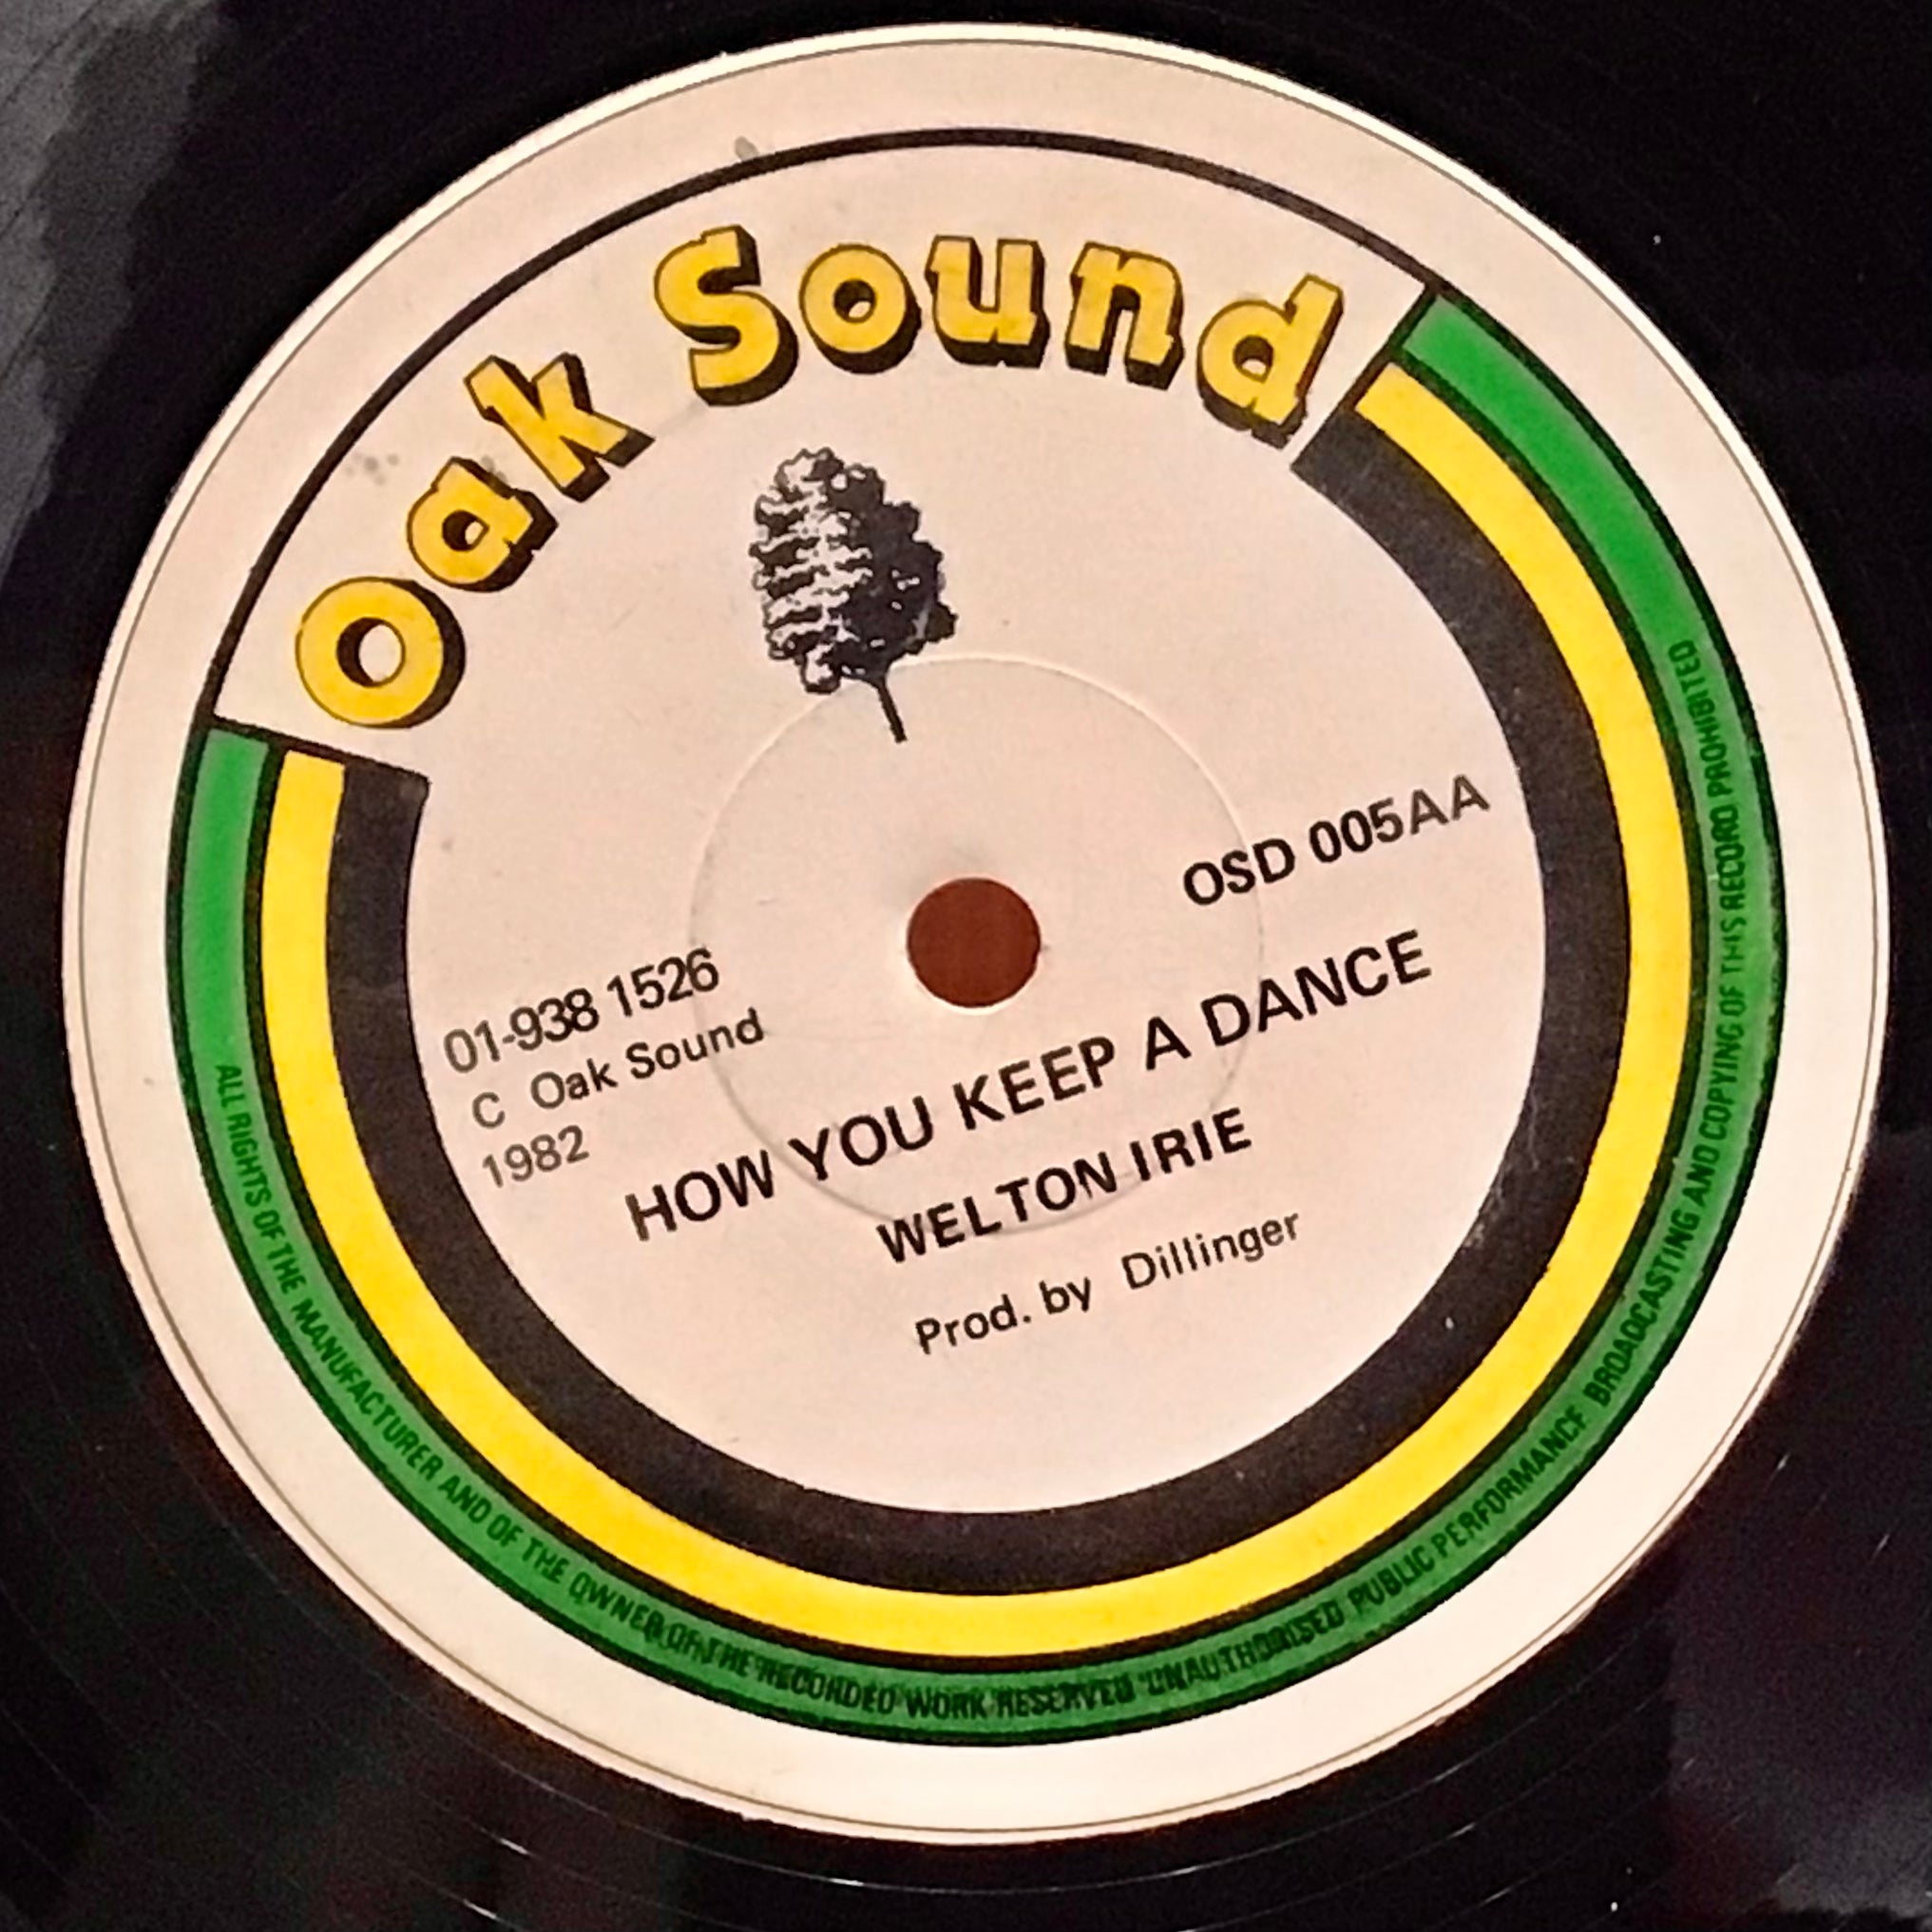 Oak Sound
OSD 005AA
01-938 1526
C Oak Sound
1982
HOW YOU KEEP A DANCE
WELTON IRIE
Prod. by Dillinger
ALL RIGHTS OF THE MANUFACTURER AND OF THE OWNER OF THE RECORDED WORK RESERVED UNAUTHORISED PUBLIC PERFORMANCE BROADCASTING AND COPYING OF THIS RECORD PROHIBITED